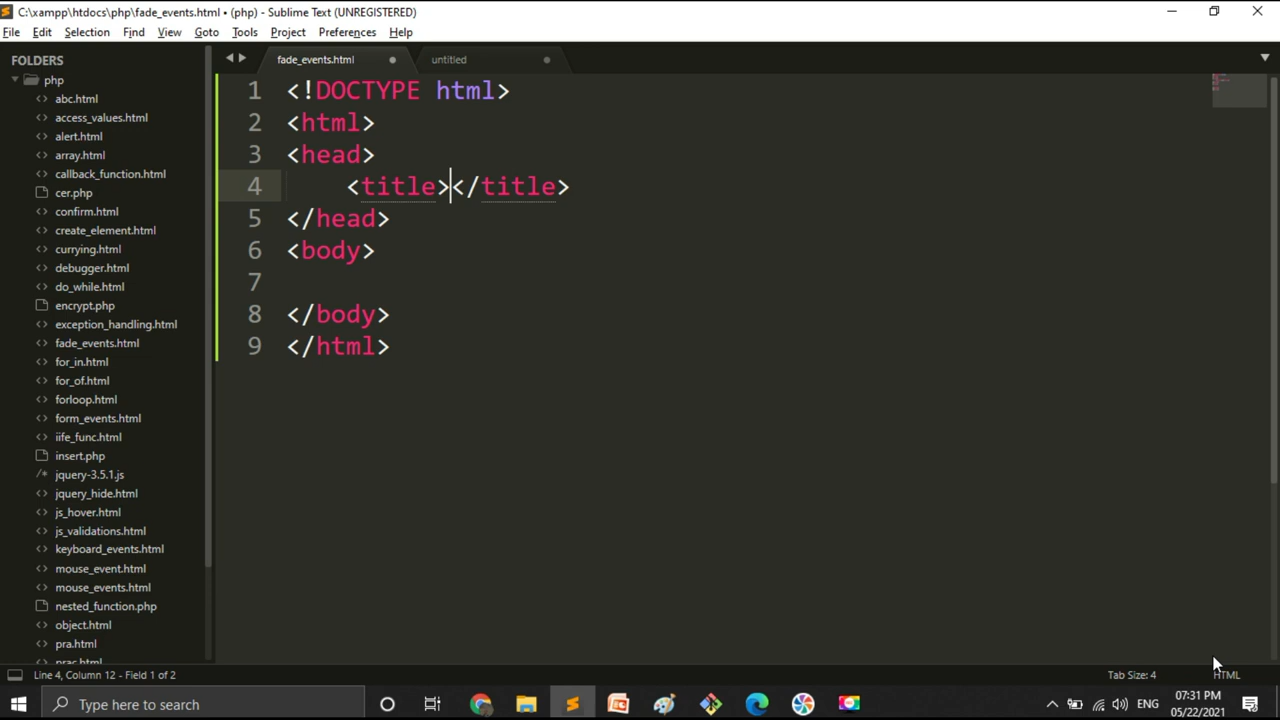 C:\xampp\htdocs\php\fade_events.html • (php) - Sublime Text (UNREGISTERED)
File Edit Selection Find View Goto Tools Project Preferences Help
FOLDERS
php
abc.html
access_values.html
alert.html
array.html
callback_function.html
cer.php
confirm.html
create_element.html
currying.html
debugger.html
do_while.html
encrypt.php
exception_handling.html
fade_events.html
for_in.html
for_of.html
forloop.html
form_events.html
iife_func.html
insert.php
jquery-3.5.1.js
jquery_hide.html
js_hover.html
js_validations.html
keyboard_events.html
mouse_event.html
mouse_events.html
nested_function.php
object.html
pra.html
prac.html
fade_events.html untitled
1 <!DOCTYPE html>
2 <html>
3 <head>
4 <title></title>
5 </head>
6 <body>
7
8 </body>
9 </html>
Line 4, Column 12 - Field 1 of 2 Tab Size: 4 HTML
Type here to search ENG 07:31 PM
05/22/2021